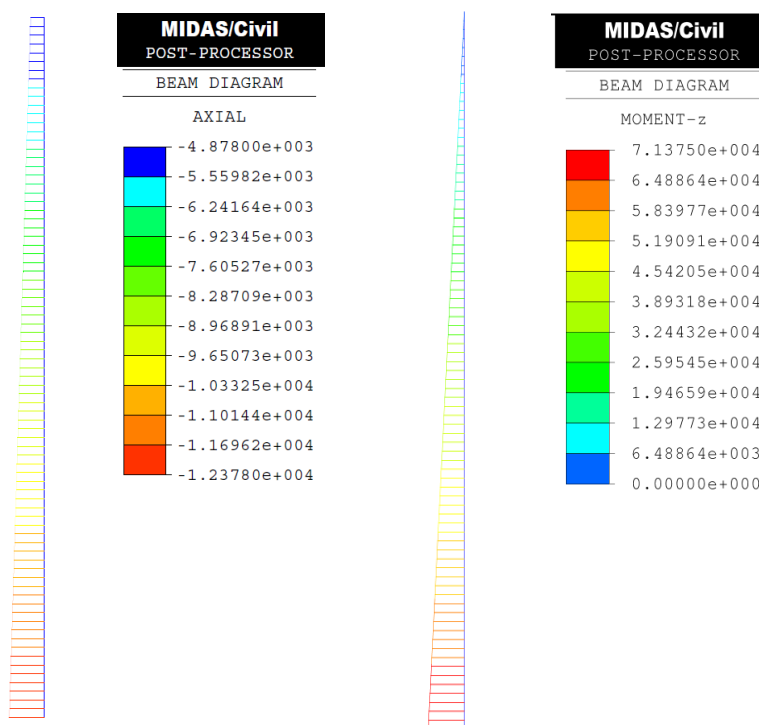 MIDAS/Civil
POST-PROCESSOR
BEAM DIAGRAM
AXIAL
-4.87800e+003
-5.55982e+003
-6.24164e+003
-6.92345e+003
-7.60527e+003
-8.28709e+003
-8.96891e+003
-9.65073e+003
-1.03325e+004
-1.10144e+004
-1.16962e+004
-1.23780e+004
MIDAS/Civil
POST-PROCESSOR
BEAM DIAGRAM
MOMENT-z
7.13750e+004
6.48864e+004
5.83977e+004
5.19091e+004
4.54205e+004
3.89318e+004
3.24432e+004
2.59545e+004
1.94659e+004
1.29773e+004
6.48864e+003
0.00000e+000